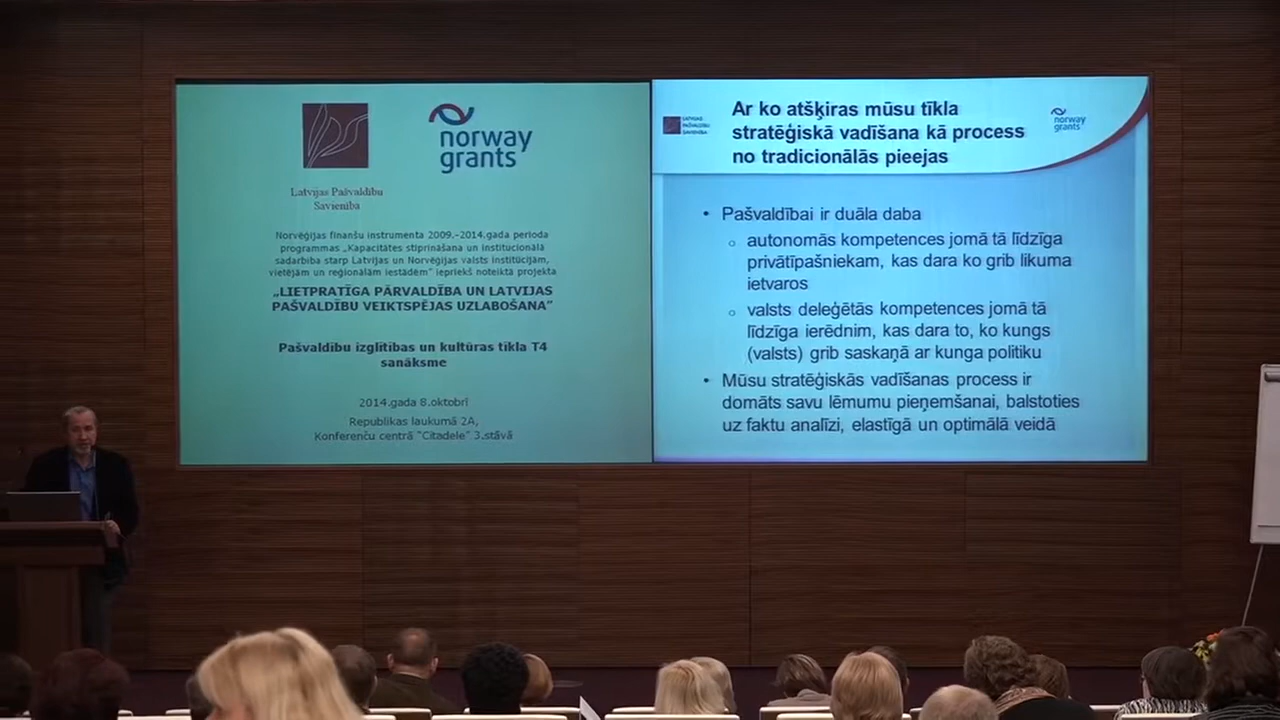 norway
grants
Latvijas Pašvaldību
Savienība
Norvēģijas finanšu instrumenta 2009.-2014.gada perioda
programmas „Kapacitātes stiprināšana un institucionālā
sadarbība starp Latvijas un Norvēģijas valsts institūcijām,
vietējām un reģionālām iestādēm" iepriekš noteiktā projekta
„LIETPRATĪGA PĀRVALDĪBA UN LATVIJAS
PAŠVALDĪBU VEIKTSPĒJAS UZLABOŠANA"
Pašvaldību izglītības un kultūras tīkla T4
sanāksme
2014.gada 8.oktobrī
Republikas laukumā 2A,
Konferenču centrā "Citadele" 3.stāvā
LATVIJAS
PAŠVALDĪBU
SAVIENĪBA
Ar ko atšķiras mūsu tīkla
stratēģiskā vadīšana kā process
no tradicionālās pieejas
norway
grants
• Pašvaldībai ir duāla daba
o autonomās kompetences jomā tā līdzīga
privātīpašniekam, kas dara ko grib likuma
ietvaros
o valsts deleģētās kompetences jomā tā
līdzīga ierēdnim, kas dara to, ko kungs
(valsts) grib saskaņā ar kunga politiku
• Mūsu stratēģiskās vadīšanas process ir
domāts savu lēmumu pieņemšanai, balstoties
uz faktu analīzi, elastīgā un optimālā veidā